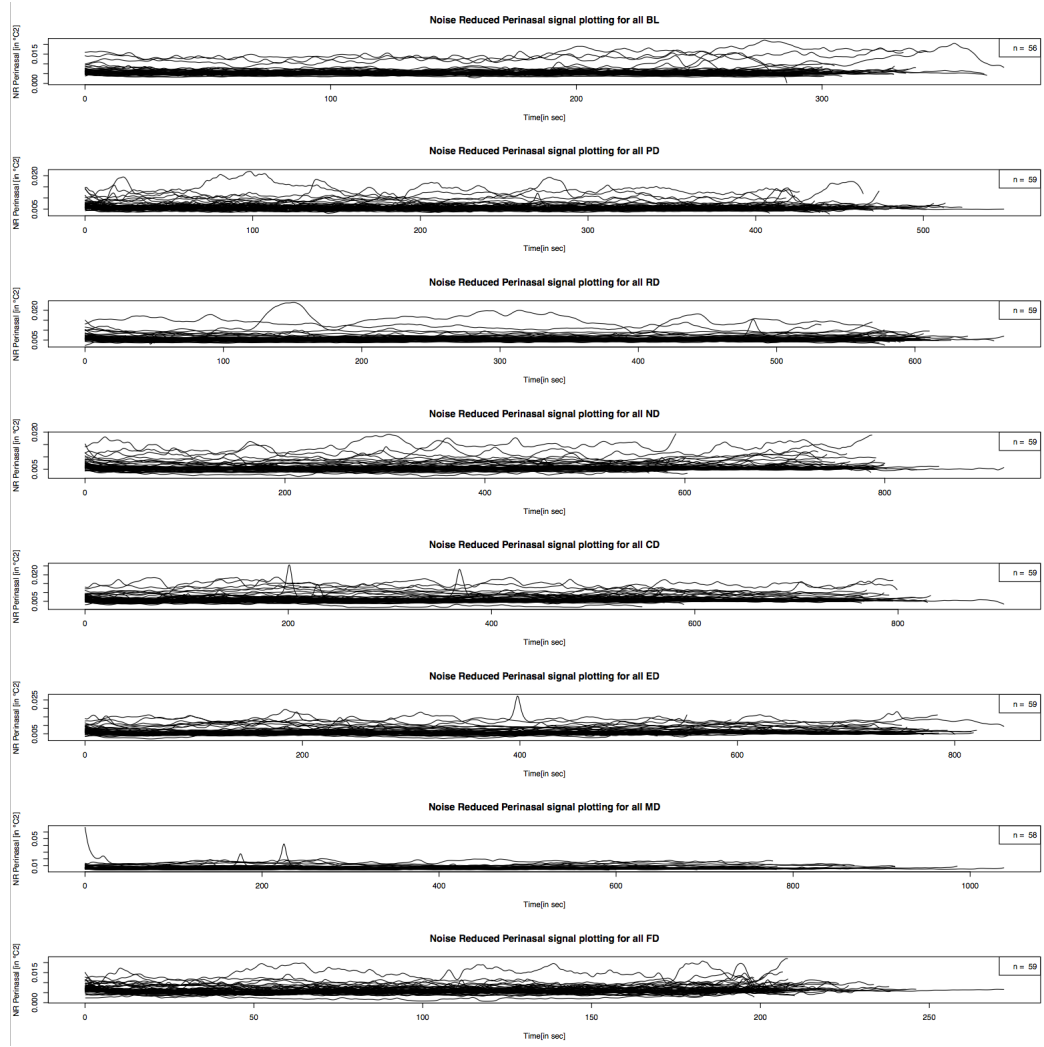 Noise Reduced Perinasal signal plotting for all BL
NR Perinasal [in °C2]
0.000 0.015
n = 56
0 100 200 300
Time[in sec]
Noise Reduced Perinasal signal plotting for all PD
NR Perinasal [in °C2]
0.005 0.020
n = 59
0 100 200 300 400 500
Time[in sec]
Noise Reduced Perinasal signal plotting for all RD
NR Perinasal [in °C2]
0.005 0.020
n = 59
0 100 200 300 400 500 600
Time[in sec]
Noise Reduced Perinasal signal plotting for all ND
NR Perinasal [in °C2]
0.005 0.020
n = 59
0 200 400 600 800
Time[in sec]
Noise Reduced Perinasal signal plotting for all CD
NR Perinasal [in °C2]
0.005 0.020
n = 59
0 200 400 600 800
Time[in sec]
Noise Reduced Perinasal signal plotting for all ED
NR Perinasal [in °C2]
0.005 0.025
n = 59
0 200 400 600 800
Time[in sec]
Noise Reduced Perinasal signal plotting for all MD
NR Perinasal [in °C2]
0.01 0.05
n = 58
0 200 400 600 800 1000
Time[in sec]
Noise Reduced Perinasal signal plotting for all FD
NR Perinasal [in °C2]
0.000 0.015
n = 59
0 50 100 150 200 250
Time[in sec]